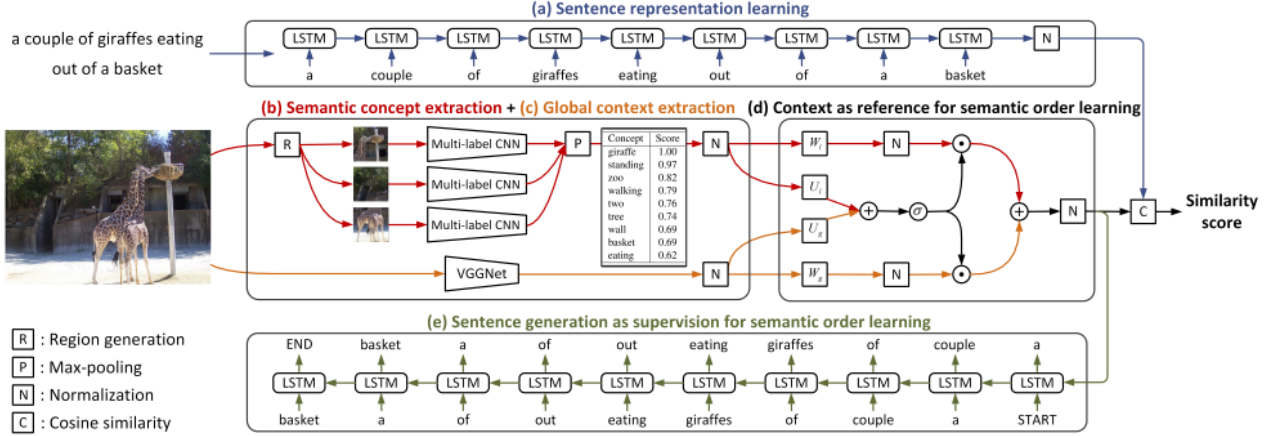 (a) Sentence representation learning
a couple of giraffes eating
out of a basket
LSTM LSTM LSTM LSTM LSTM LSTM LSTM LSTM LSTM N
a couple of giraffes eating out of a basket
(b) Semantic concept extraction + (c) Global context extraction
(d) Context as reference for semantic order learning
R
Multi-label CNN
Multi-label CNN
Multi-label CNN
P
Concept Score
giraffe 1.00
standing 0.97
zoo 0.82
walking 0.79
two 0.76
tree 0.74
wall 0.69
basket 0.69
eating 0.62
N
VGGNet
N
W_l N
U_l
+ σ
U_g
W_g N
+ N C
Similarity
score
(e) Sentence generation as supervision for semantic order learning
END basket a of out eating giraffes of couple a
LSTM LSTM LSTM LSTM LSTM LSTM LSTM LSTM LSTM LSTM
basket a of out eating giraffes of couple a START
R : Region generation
P : Max-pooling
N : Normalization
C : Cosine similarity